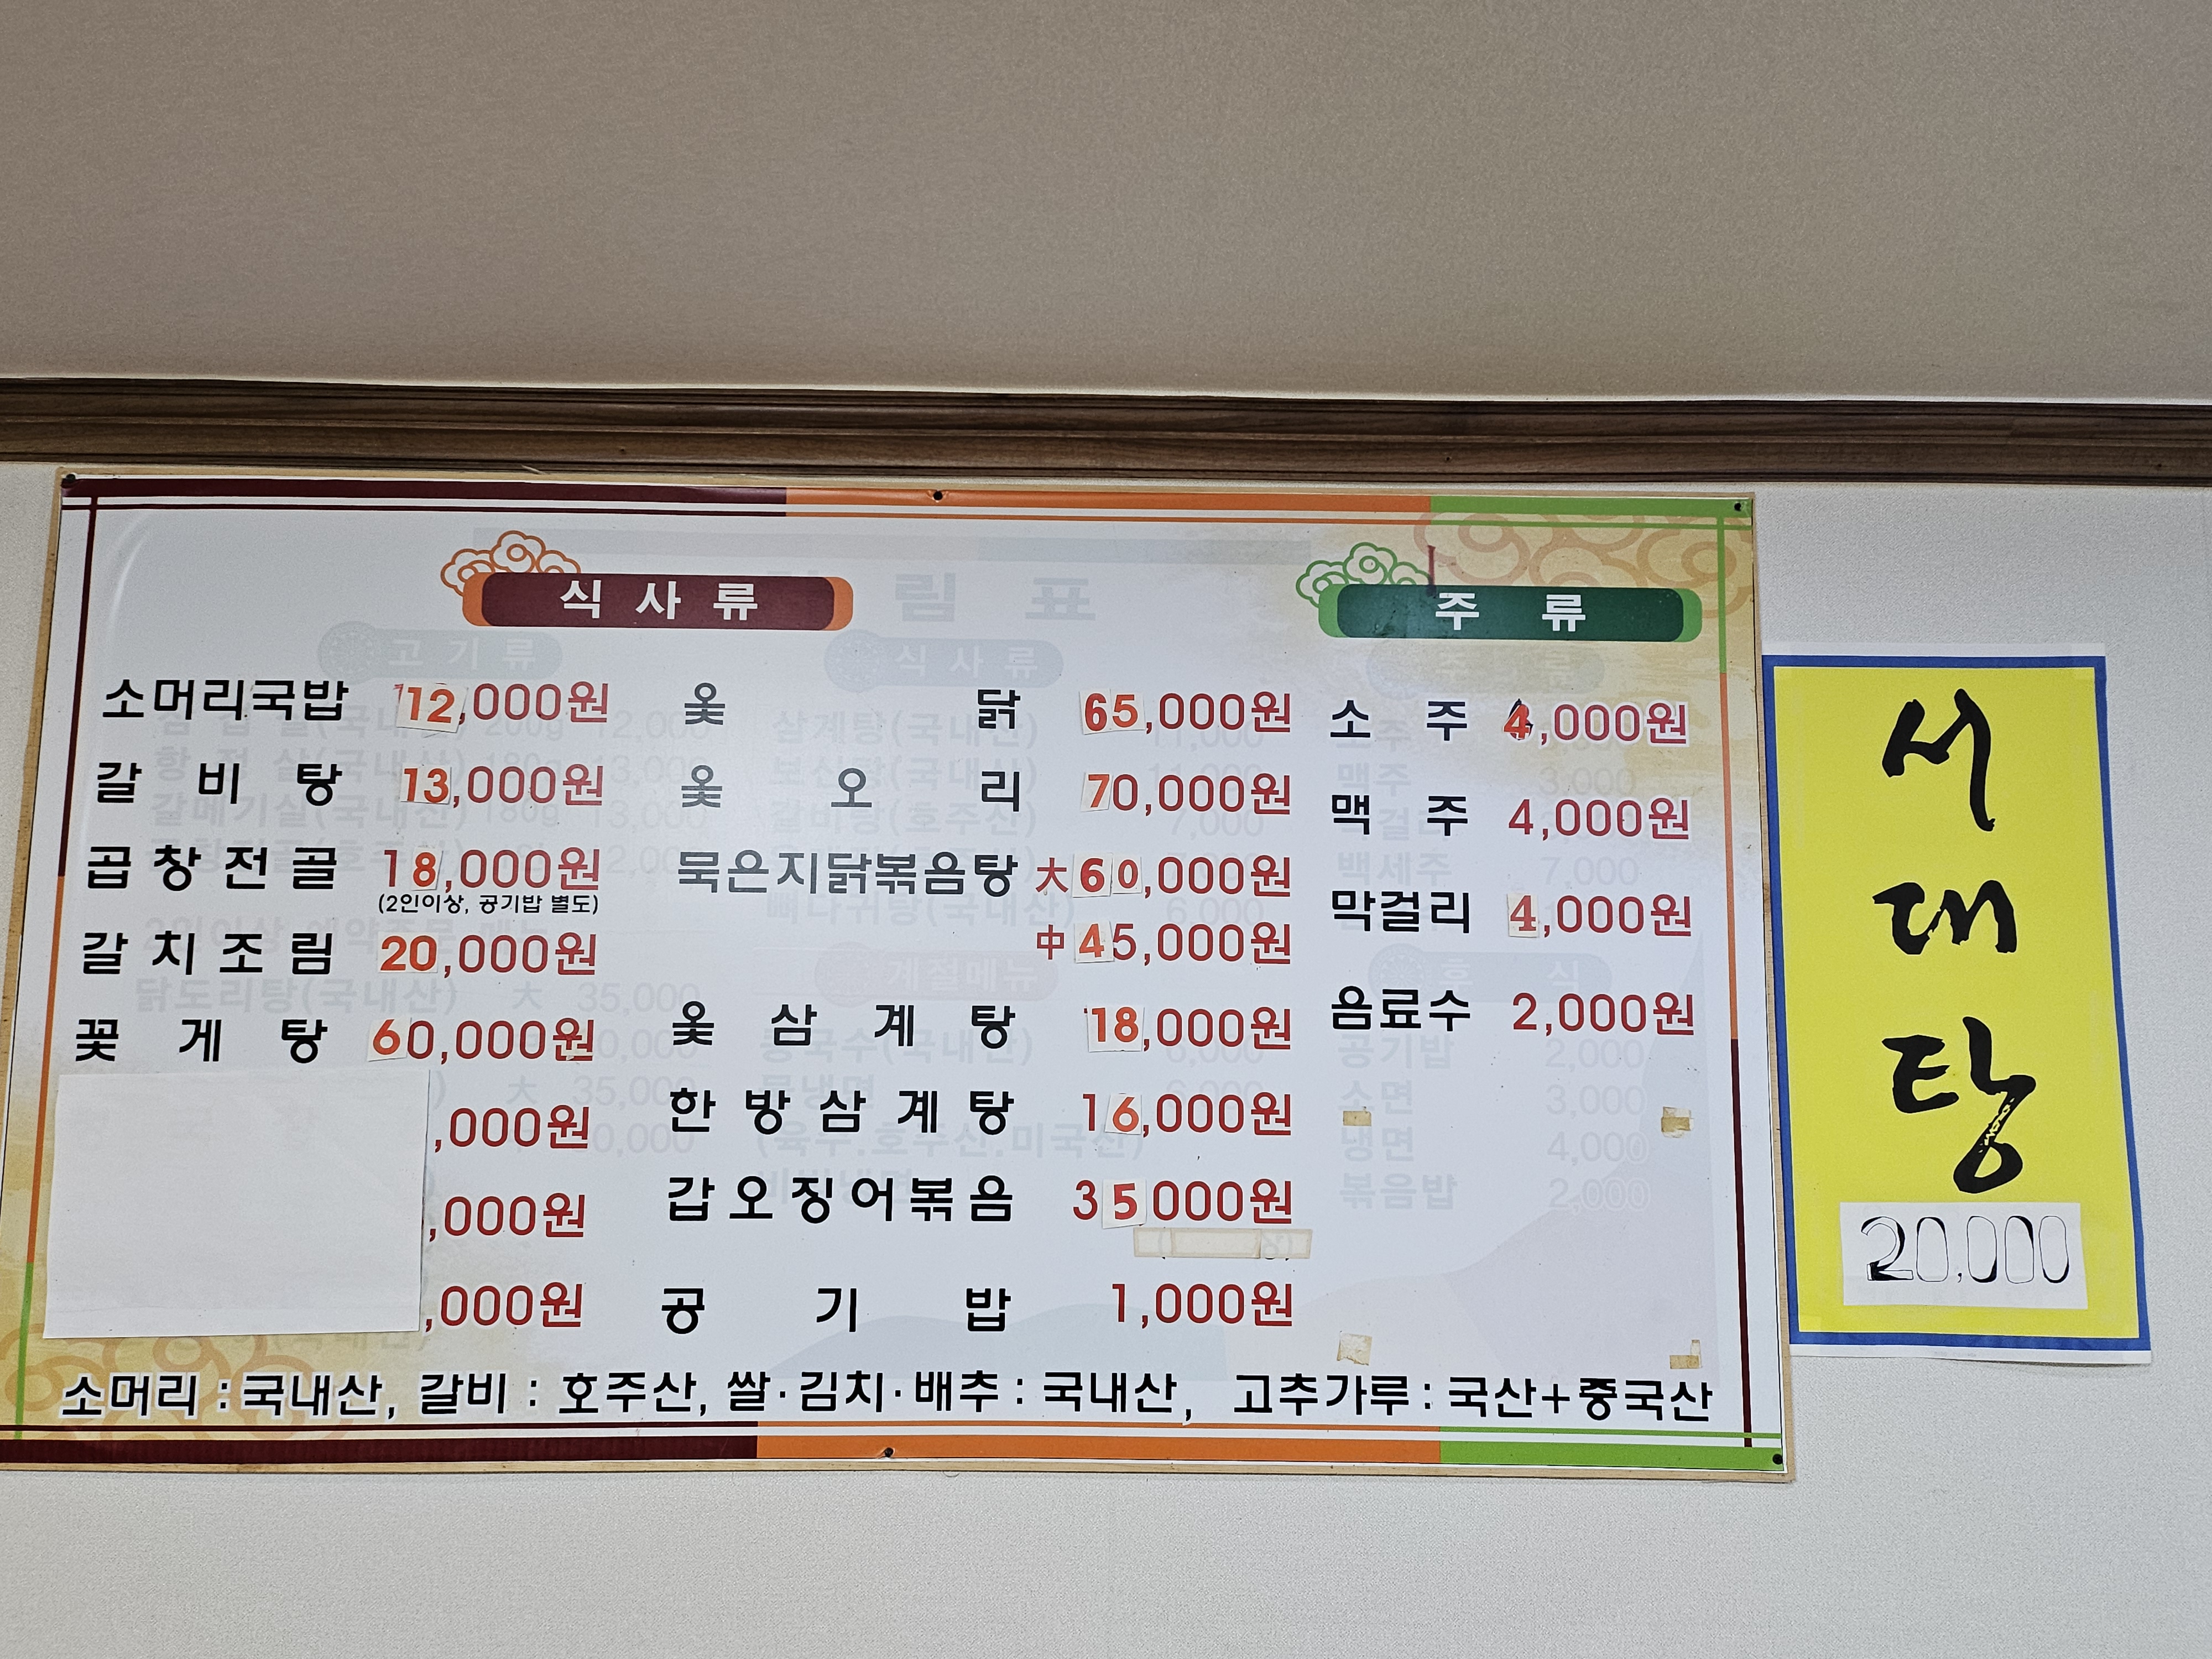 식사류
소머리국밥 12,000원
갈비탕 13,000원
곱창전골 18,000원
(2인이상, 공기밥 별도)
갈치조림 20,000원
꽃게탕 60,000원
,000원
,000원
,000원
옻닭 65,000원
옻오리 70,000원
묵은지닭볶음탕 大 60,000원
中 45,000원
옻삼계탕 18,000원
한방삼계탕 16,000원
갑오징어볶음 35000원
공기밥 1,000원
주류
소주 4,000원
맥주 4,000원
막걸리 4,000원
음료수 2,000원
소머리 : 국내산, 갈비 : 호주산, 쌀·김치·배추 : 국내산, 고추가루 : 국산+중국산
서대탕
20,000